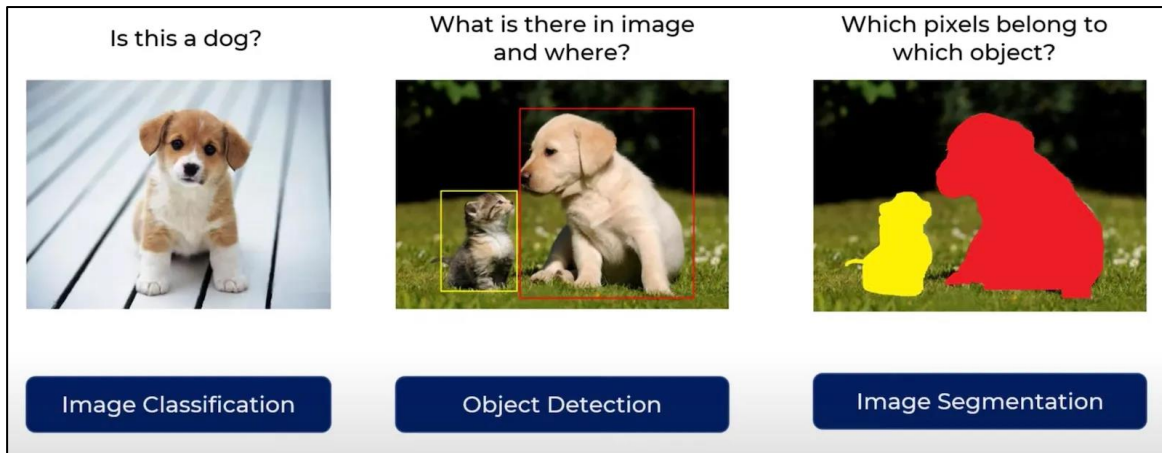 Is this a dog?
What is there in image
and where?
Which pixels belong to
which object?
Image Classification
Object Detection
Image Segmentation